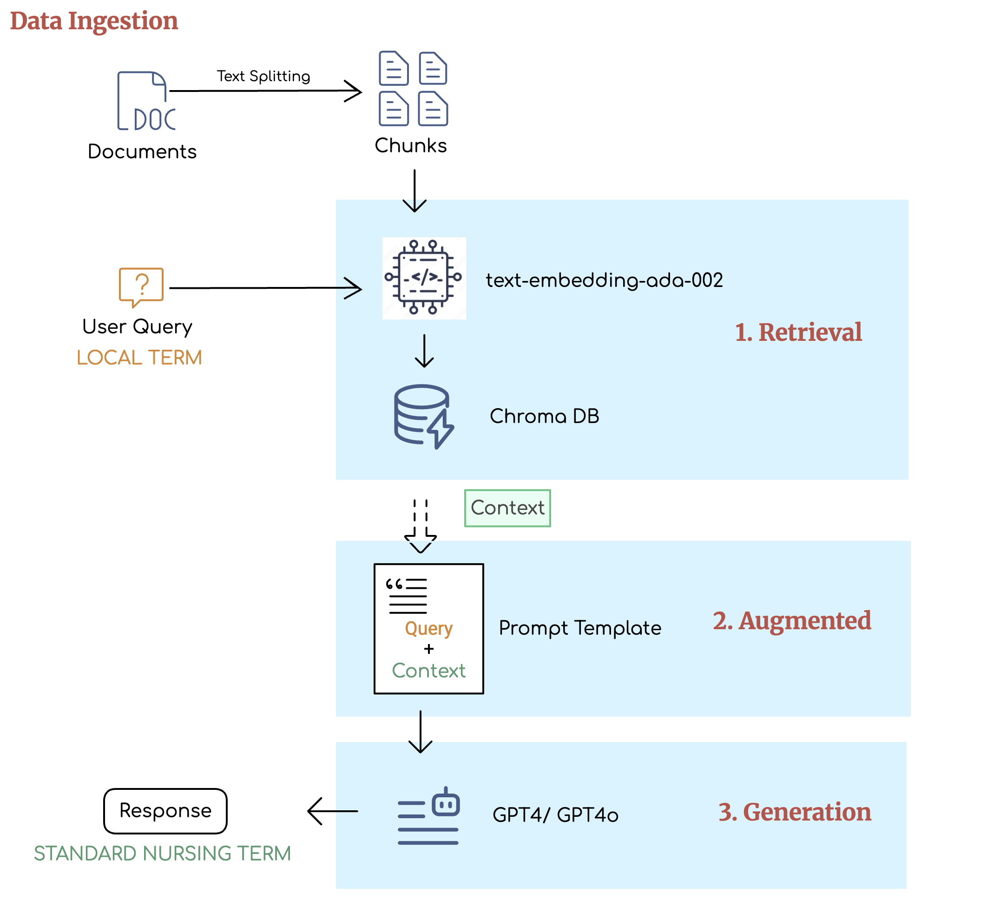 Data Ingestion
Text Splitting
DOC
Documents
Chunks
</>
text-embedding-ada-002
?
User Query
LOCAL TERM
1. Retrieval
Chroma DB
Context
“
Query
+
Context
Prompt Template
2. Augmented
Response
STANDARD NURSING TERM
GPT4/ GPT4o
3. Generation